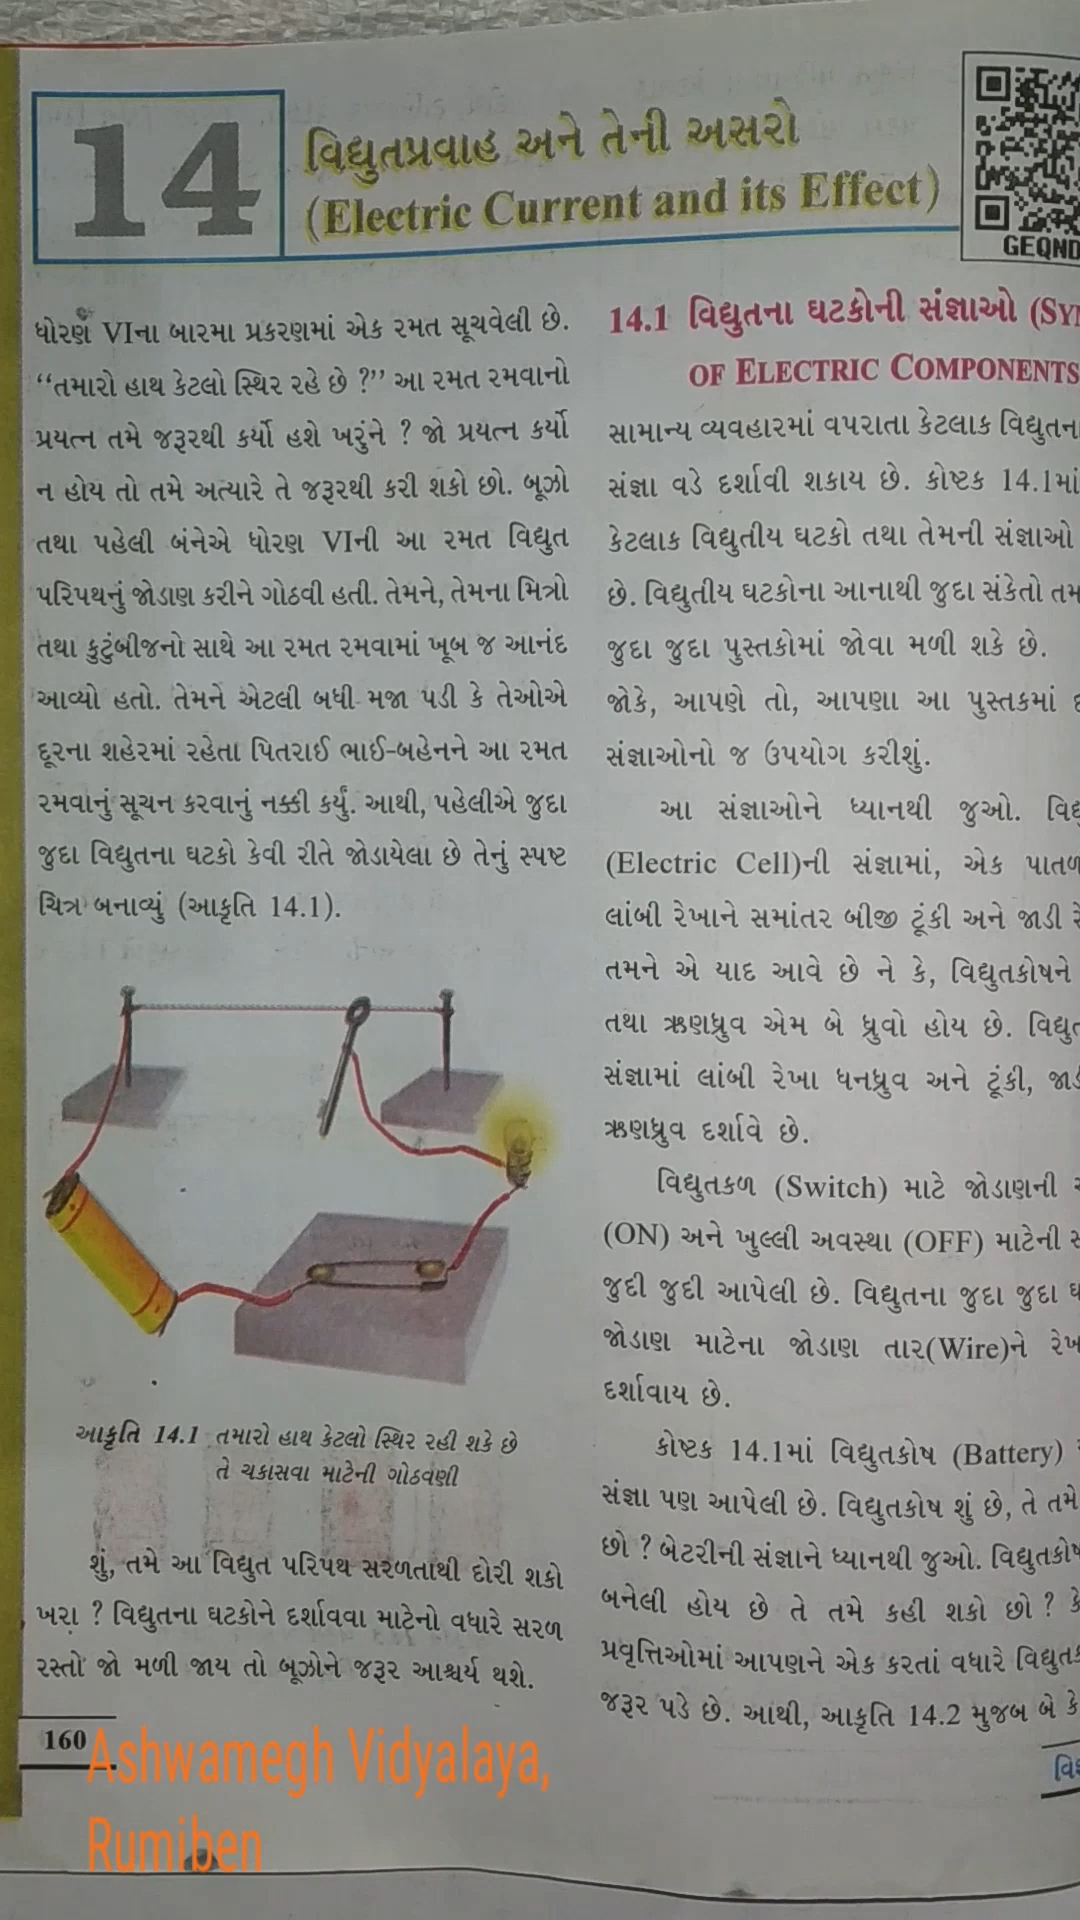 14
વિદ્યુતપ્રવાહ અને તેની અસરો
(Electric Current and its Effect)
GEQND
ધોરણ VIના બારમા પ્રકરણમાં એક રમત સૂચવેલી છે.
“તમારો હાથ કેટલો સ્થિર રહે છે ?” આ રમત રમવાનો
પ્રયત્ન તમે જરૂરથી કર્યો હશે ખરુંને ? જો પ્રયત્ન કર્યો
ન હોય તો તમે અત્યારે તે જરૂરથી કરી શકો છો. બૂઝો
તથા પહેલી બંનેએ ધોરણ VIની આ રમત વિદ્યુત
પરિપથનું જોડાણ કરીને ગોઠવી હતી. તેમને, તેમના મિત્રો
તથા કુટુંબીજનો સાથે આ રમત રમવામાં ખૂબ જ આનંદ
આવ્યો હતો. તેમને એટલી બધી મજા પડી કે તેઓએ
દૂરના શહેરમાં રહેતા પિતરાઈ ભાઈ-બહેનને આ રમત
રમવાનું સૂચન કરવાનું નક્કી કર્યું. આથી, પહેલીએ જુદા
જુદા વિદ્યુતના ઘટકો કેવી રીતે જોડાયેલા છે તેનું સ્પષ્ટ
ચિત્ર બનાવ્યું (આકૃતિ 14.1).
આકૃતિ 14.1 તમારો હાથ કેટલો સ્થિર રહી શકે છે
તે ચકાસવા માટેની ગોઠવણી
શું, તમે આ વિદ્યુત પરિપથ સરળતાથી દોરી શકો
ખરા ? વિદ્યુતના ઘટકોને દર્શાવવા માટેનો વધારે સરળ
રસ્તો જો મળી જાય તો બૂઝોને જરૂર આશ્ચર્ય થશે.
160
14.1 વિદ્યુતના ઘટકોની સંજ્ઞાઓ
OF ELECTRIC COMPONENTS
સામાન્ય વ્યવહારમાં વપરાતા કેટલાક વિદ્યુતના
સંજ્ઞા વડે દર્શાવી શકાય છે. કોષ્ટક 14.1માં
કેટલાક વિદ્યુતીય ઘટકો તથા તેમની સંજ્ઞાઓ
છે. વિદ્યુતીય ઘટકોના આનાથી જુદા સંકેતો
જુદા જુદા પુસ્તકોમાં જોવા મળી શકે છે.
જોકે, આપણે તો, આપણા આ પુસ્તકમાં
સંજ્ઞાઓનો જ ઉપયોગ કરીશું.
આ સંજ્ઞાઓને ધ્યાનથી જુઓ.
(Electric Cell)ની સંજ્ઞામાં, એક
લાંબી રેખાને સમાંતર બીજી ટૂંકી અને જાડી
તમને એ યાદ આવે છે ને કે, વિદ્યુતકોષને
તથા ઋણધ્રુવ એમ બે ધ્રુવો હોય છે.
સંજ્ઞામાં લાંબી રેખા ધનધ્રુવ અને ટૂંકી,
ઋણધ્રુવ દર્શાવે છે.
વિદ્યુતકળ (Switch) માટે જોડાણની
(ON) અને ખુલ્લી અવસ્થા (OFF) માટેની
જુદી જુદી આપેલી છે. વિદ્યુતના જુદા જુદા
જોડાણ માટેના જોડાણ તાર(Wire)ને
દર્શાવાય છે.
કોષ્ટક 14.1માં વિદ્યુતકોષ (Battery)
સંજ્ઞા પણ આપેલી છે. વિદ્યુતકોષ શું છે, તે તમે
છો ? બેટરીની સંજ્ઞાને ધ્યાનથી જુઓ.
બનેલી હોય છે તે તમે કહી શકો છો ?
પ્રવૃત્તિઓમાં આપણને એક કરતાં વધારે
જરૂર પડે છે. આથી, આકૃતિ 14.2 મુજબ બે કે
Ashwamegh Vidyalaya,
Rumiben